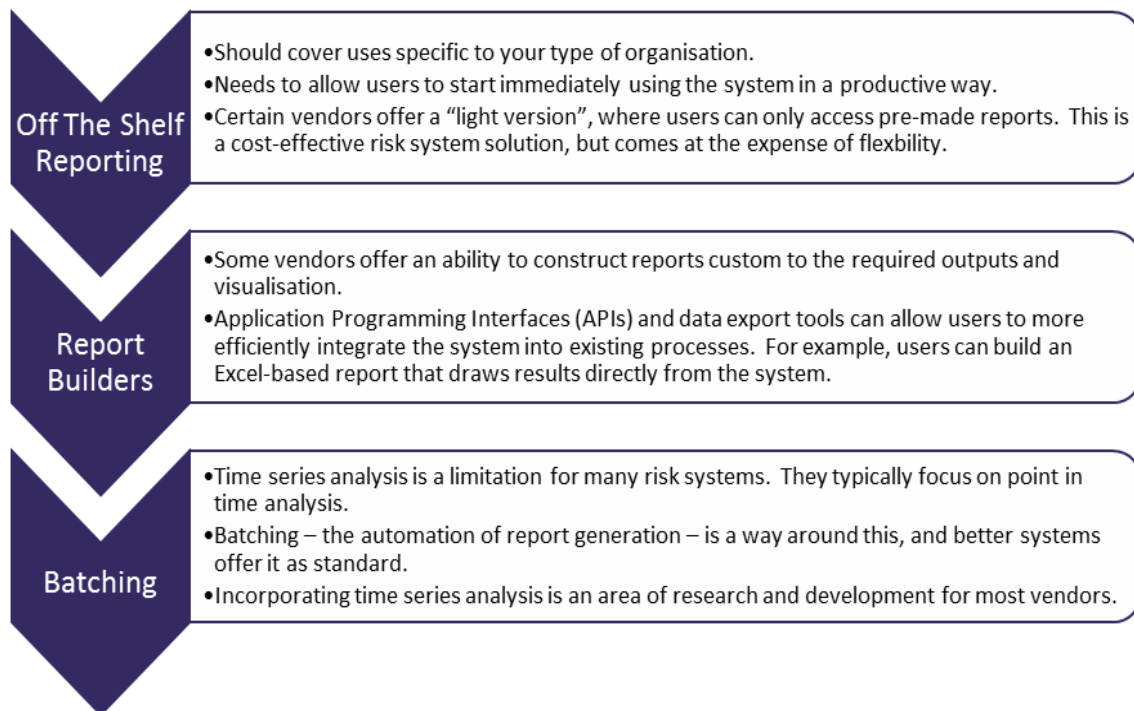 Off The Shelf
Reporting
•Should cover uses specific to your type of organisation.
•Needs to allow users to start immediately using the system in a productive way.
•Certain vendors offer a “light version”, where users can only access pre-made reports.  This is
a cost-effective risk system solution, but comes at the expense of flexbility.
Report
Builders
•Some vendors offer an ability to construct reports custom to the required outputs and
visualisation.
•Application Programming Interfaces (APIs) and data export tools can allow users to more
efficiently integrate the system into existing processes.  For example, users can build an
Excel-based report that draws results directly from the system.
Batching
•Time series analysis is a limitation for many risk systems.  They typically focus on point in
time analysis.
•Batching – the automation of report generation – is a way around this, and better systems
offer it as standard.
•Incorporating time series analysis is an area of research and development for most vendors.